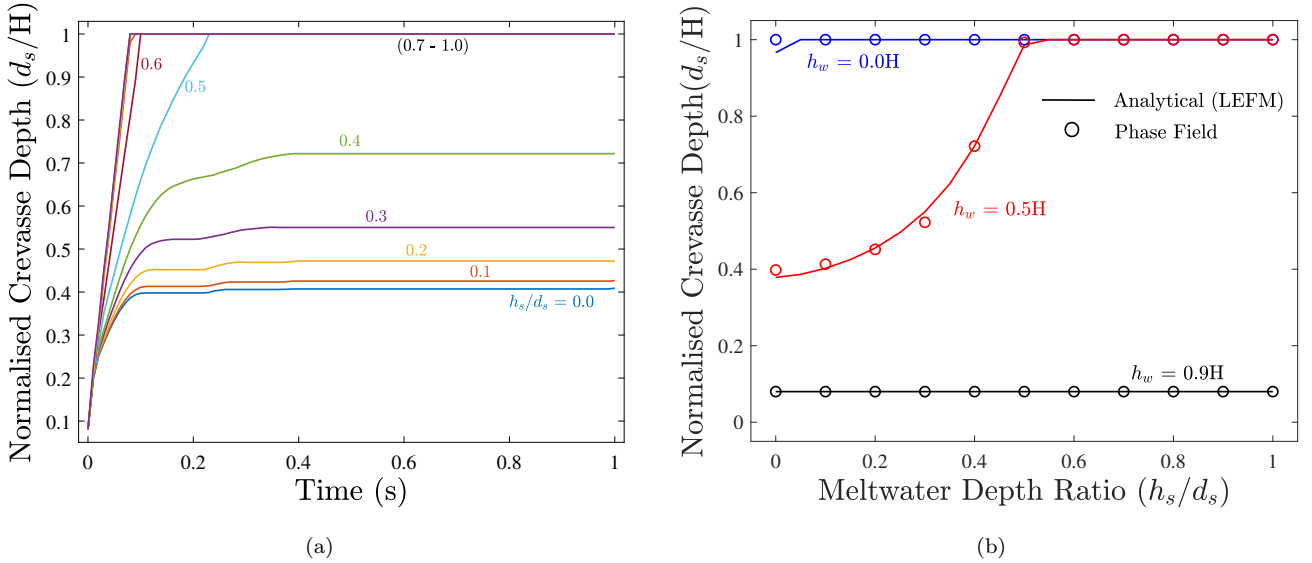 Normalised Crevasse Depth (d_s/H)
1
0.9
0.8
0.7
0.6
0.5
0.4
0.3
0.2
0.1
(0.7 - 1.0)
0.6
0.5
0.4
0.3
0.2
0.1
h_s/d_s = 0.0
0 0.2 0.4 0.6 0.8 1
Time (s)
(a)
Normalised Crevasse Depth(d_s/H)
1
0.8
0.6
0.4
0.2
0
h_w = 0.0H
Analytical (LEFM)
Phase Field
h_w = 0.5H
h_w = 0.9H
0 0.2 0.4 0.6 0.8 1
Meltwater Depth Ratio (h_s/d_s)
(b)